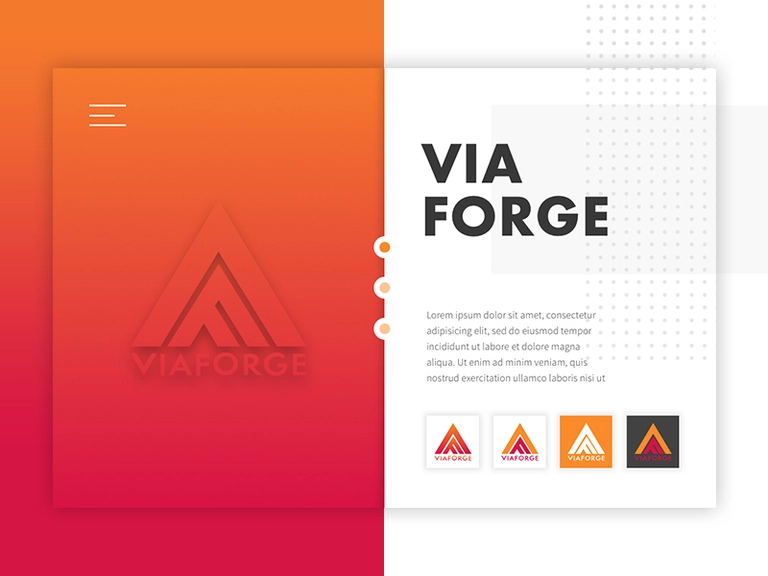 VIAFORGE
VIA
FORGE
Lorem ipsum dolor sit amet, consectetur
adipisicing elit, sed do eiusmod tempor
incididunt ut labore et dolore magna
aliqua. Ut enim ad minim veniam, quis
nostrud exercitation ullamco laboris nisi ut
VIAFORGE VIAFORGE VIAFORGE VIAFORGE